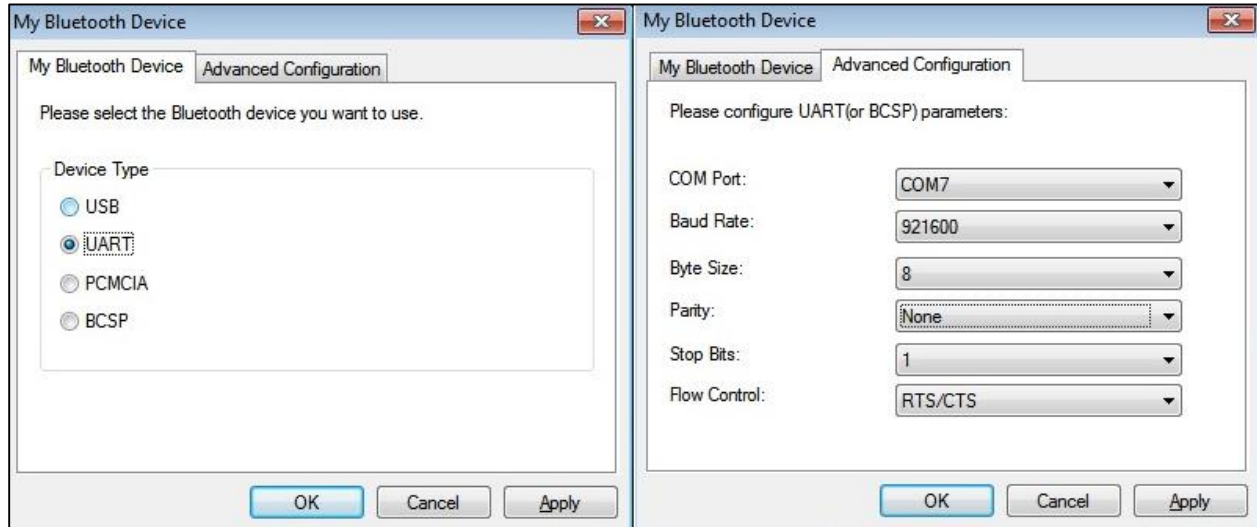 My Bluetooth Device
My Bluetooth Device Advanced Configuration
Please select the Bluetooth device you want to use.
Device Type
USB
UART
PCMCIA
BCSP
OK Cancel Apply
My Bluetooth Device
My Bluetooth Device Advanced Configuration
Please configure UART(or BCSP) parameters:
COM Port: COM7
Baud Rate: 921600
Byte Size: 8
Parity: None
Stop Bits: 1
Flow Control: RTS/CTS
OK Cancel Apply